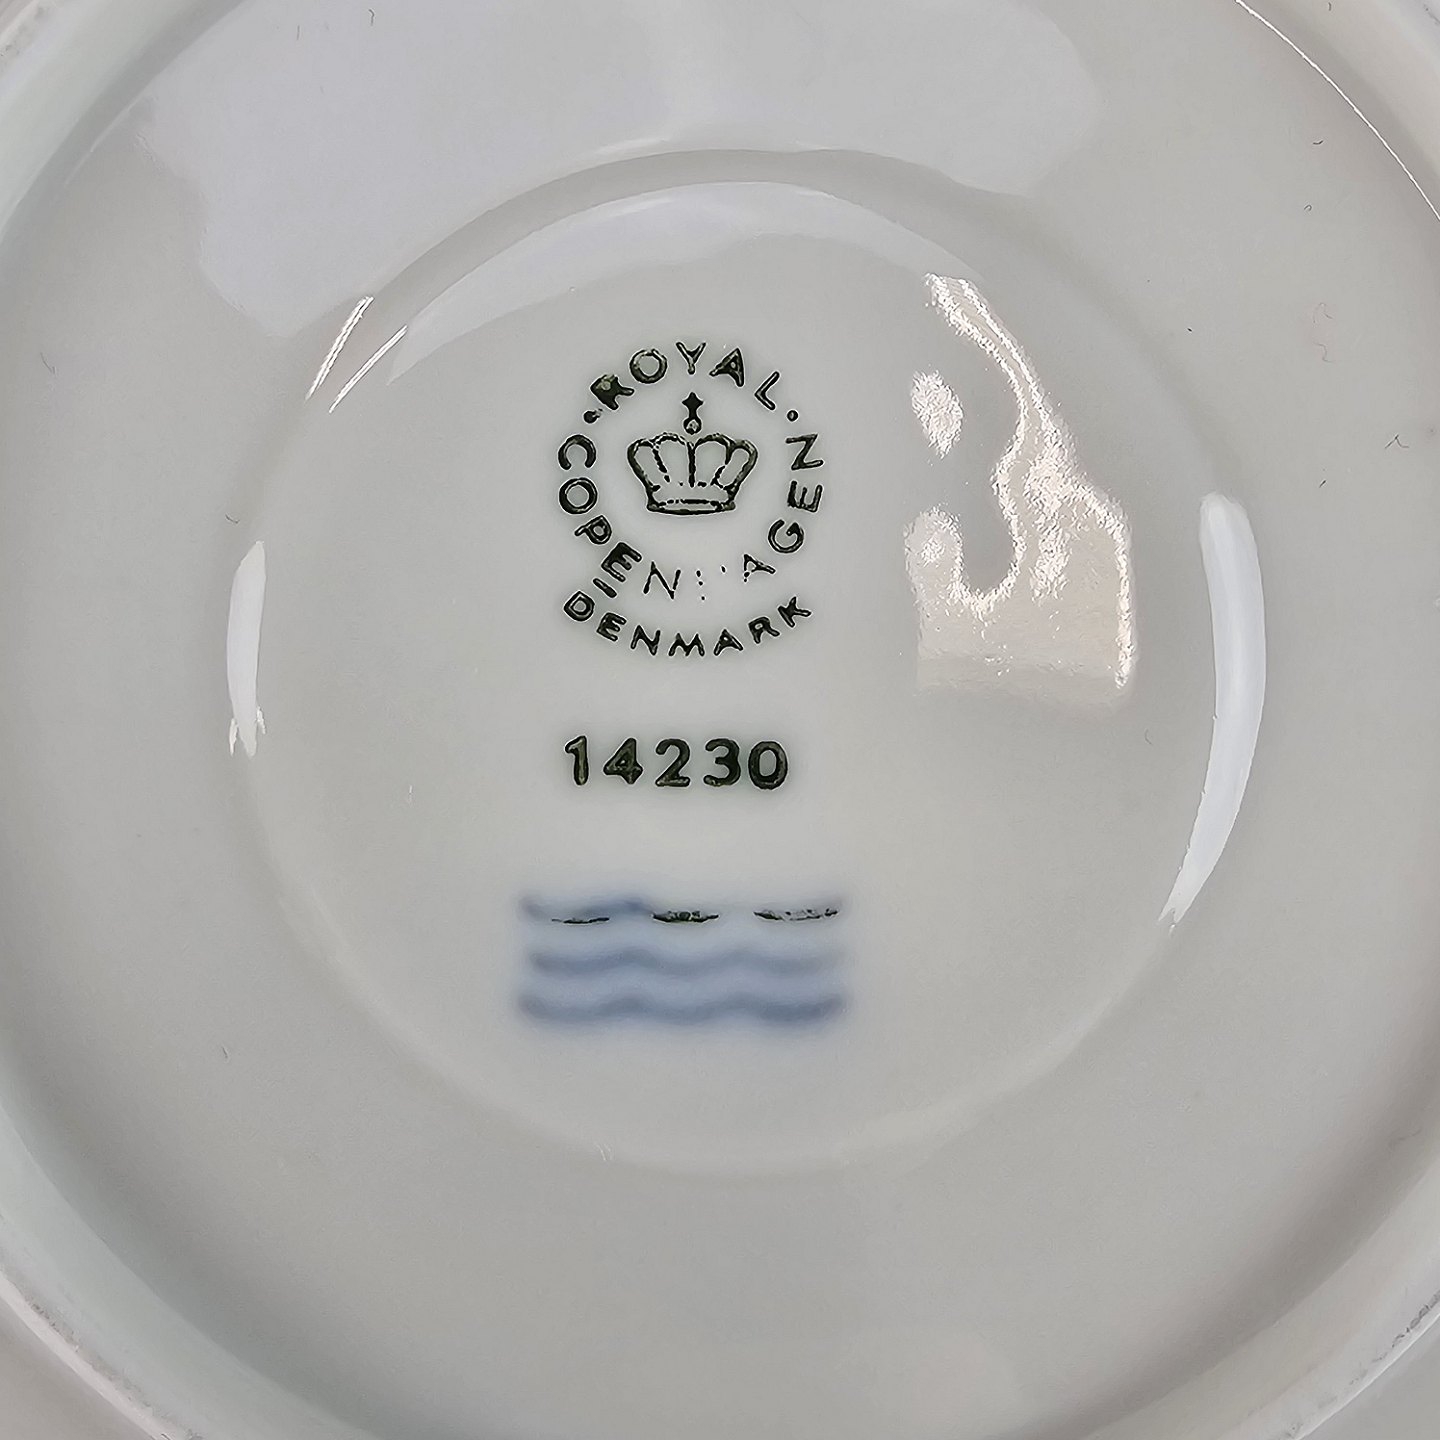 ROYAL
COPENHAGEN
DENMARK
14230